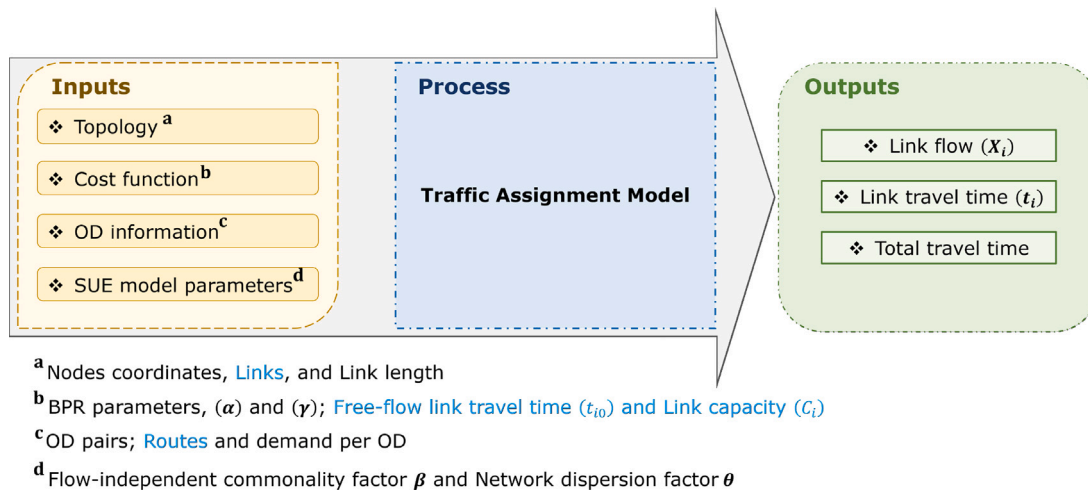 Inputs
❖ Topology a
❖ Cost function b
❖ OD information c
❖ SUE model parameters d
Process
Traffic Assignment Model
Outputs
❖ Link flow (Xᵢ)
❖ Link travel time (tᵢ)
❖ Total travel time
a Nodes coordinates, Links, and Link length
b BPR parameters, (α) and (γ); Free-flow link travel time (tᵢ₀) and Link capacity (Cᵢ)
c OD pairs; Routes and demand per OD
d Flow-independent commonality factor β and Network dispersion factor θ